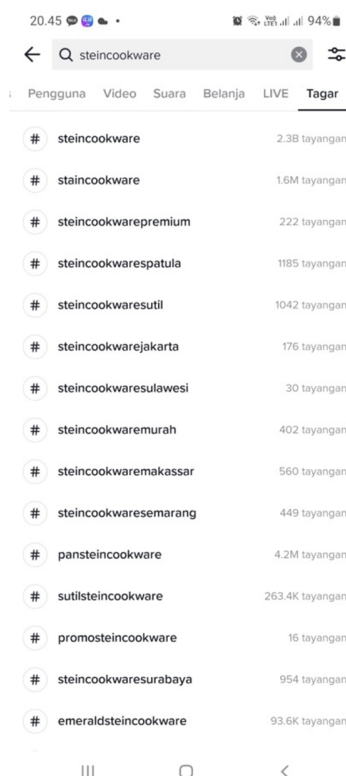 20.45
94%
steincookware
Pengguna Video Suara Belanja LIVE Tagar
# steincookware 2.3B tayangan
# staincookware 1.6M tayangan
# steincookwarepremium 222 tayangan
# steincookwarespatula 1185 tayangan
# steincookwaresutil 1042 tayangan
# steincookwarejakarta 176 tayangan
# steincookwaresulawesi 30 tayangan
# steincookwaremurah 402 tayangan
# steincookwaremakassar 560 tayangan
# steincookwaresemarang 449 tayangan
# pansteincookware 4.2M tayangan
# sutilsteincookware 263.4K tayangan
# promosteincookware 16 tayangan
# steincookwaresurabaya 954 tayangan
# emeraldsteincookware 93.6K tayangan